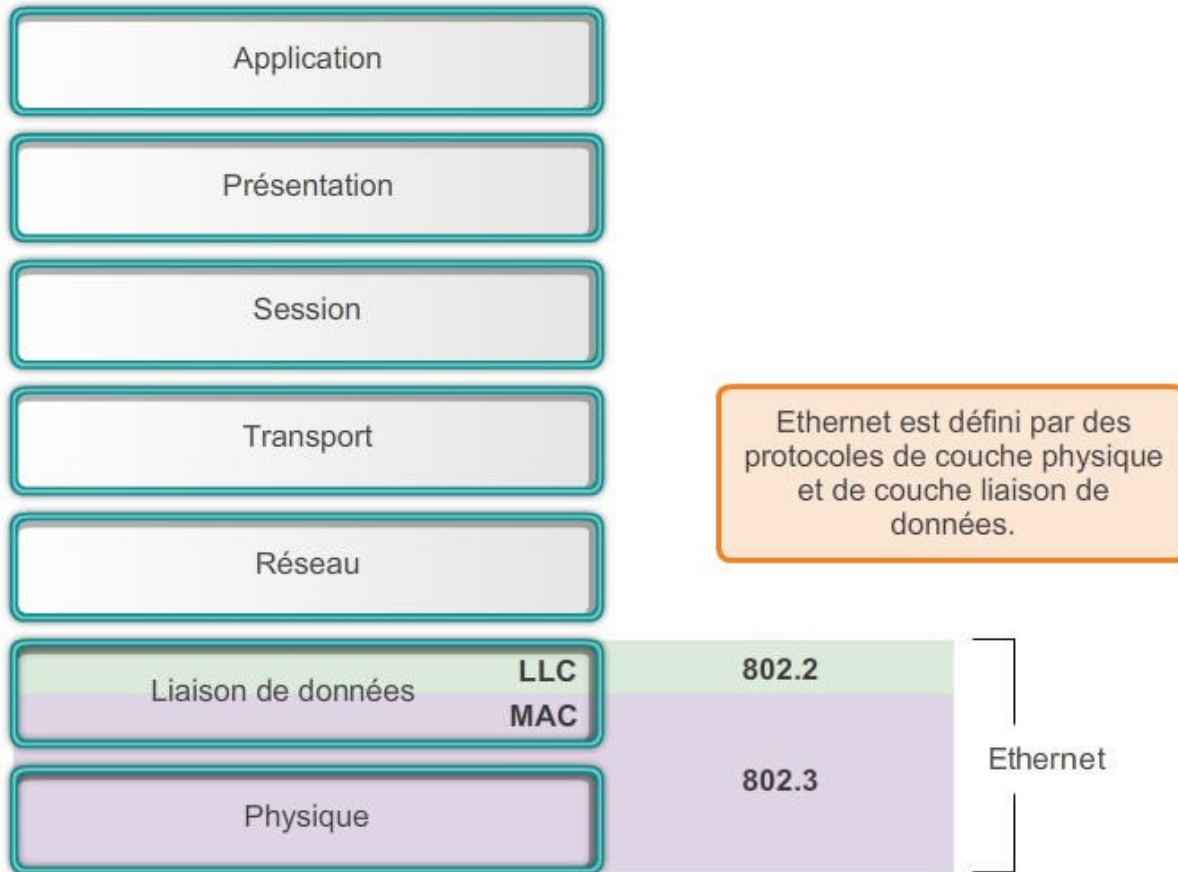 Application
Présentation
Session
Transport
Ethernet est défini par des
protocoles de couche physique
et de couche liaison de
données.
Réseau
Liaison de données
LLC
MAC
802.2
802.3
Physique
Ethernet